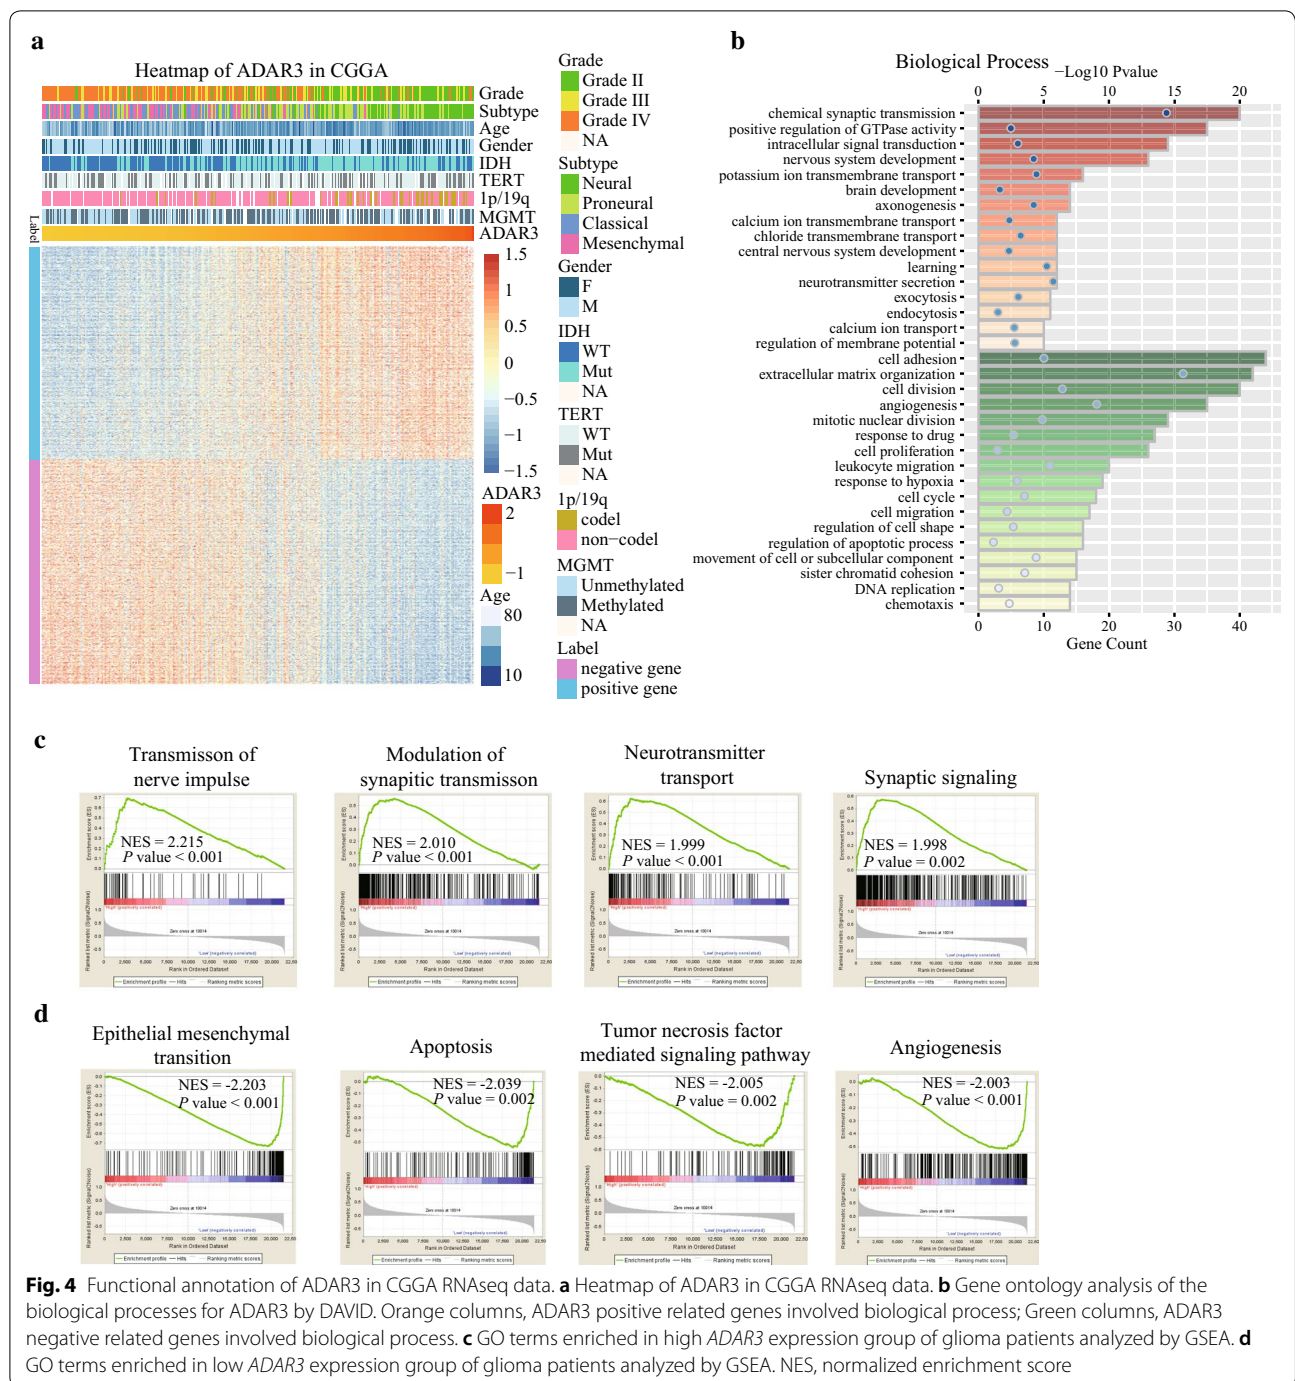 a
Heatmap of ADAR3 in CGGA
Grade
Subtype
Age
Gender
IDH
TERT
1p/19q
MGMT
ADAR3
Label
1.5
1
0.5
0
−0.5
−1
−1.5
ADAR3
2
−1
Age
80
10
Grade
Grade II
Grade III
Grade IV
NA
Subtype
Neural
Proneural
Classical
Mesenchymal
Gender
F
M
IDH
WT
Mut
NA
TERT
WT
Mut
NA
1p/19q
codel
non−codel
MGMT
Unmethylated
Methylated
NA
Label
negative gene
positive gene
b
Biological Process
−Log10 Pvalue
0 5 10 15 20
chemical synaptic transmission
positive regulation of GTPase activity
intracellular signal transduction
nervous system development
potassium ion transmembrane transport
brain development
axonogenesis
calcium ion transmembrane transport
chloride transmembrane transport
central nervous system development
learning
neurotransmitter secretion
exocytosis
endocytosis
calcium ion transport
regulation of membrane potential
cell adhesion
extracellular matrix organization
cell division
angiogenesis
mitotic nuclear division
response to drug
cell proliferation
leukocyte migration
response to hypoxia
cell cycle
cell migration
regulation of cell shape
regulation of apoptotic process
movement of cell or subcellular component
sister chromatid cohesion
DNA replication
chemotaxis
0 10 20 30 40
Gene Count
c
Transmisson of
nerve impulse
NES = 2.215
P value < 0.001
Modulation of
synapitic transmisson
NES = 2.010
P value < 0.001
Neurotransmitter
transport
NES = 1.999
P value < 0.001
Synaptic signaling
NES = 1.998
P value = 0.002
d
Epithelial mesenchymal
transition
NES = -2.203
P value < 0.001
Apoptosis
NES = -2.039
P value = 0.002
Tumor necrosis factor
mediated signaling pathway
NES = -2.005
P value = 0.002
Angiogenesis
NES = -2.003
P value < 0.001
Fig. 4 Functional annotation of ADAR3 in CGGA RNAseq data. a Heatmap of ADAR3 in CGGA RNAseq data. b Gene ontology analysis of the
biological processes for ADAR3 by DAVID. Orange columns, ADAR3 positive related genes involved biological process; Green columns, ADAR3
negative related genes involved biological process. c GO terms enriched in high ADAR3 expression group of glioma patients analyzed by GSEA. d
GO terms enriched in low ADAR3 expression group of glioma patients analyzed by GSEA. NES, normalized enrichment score